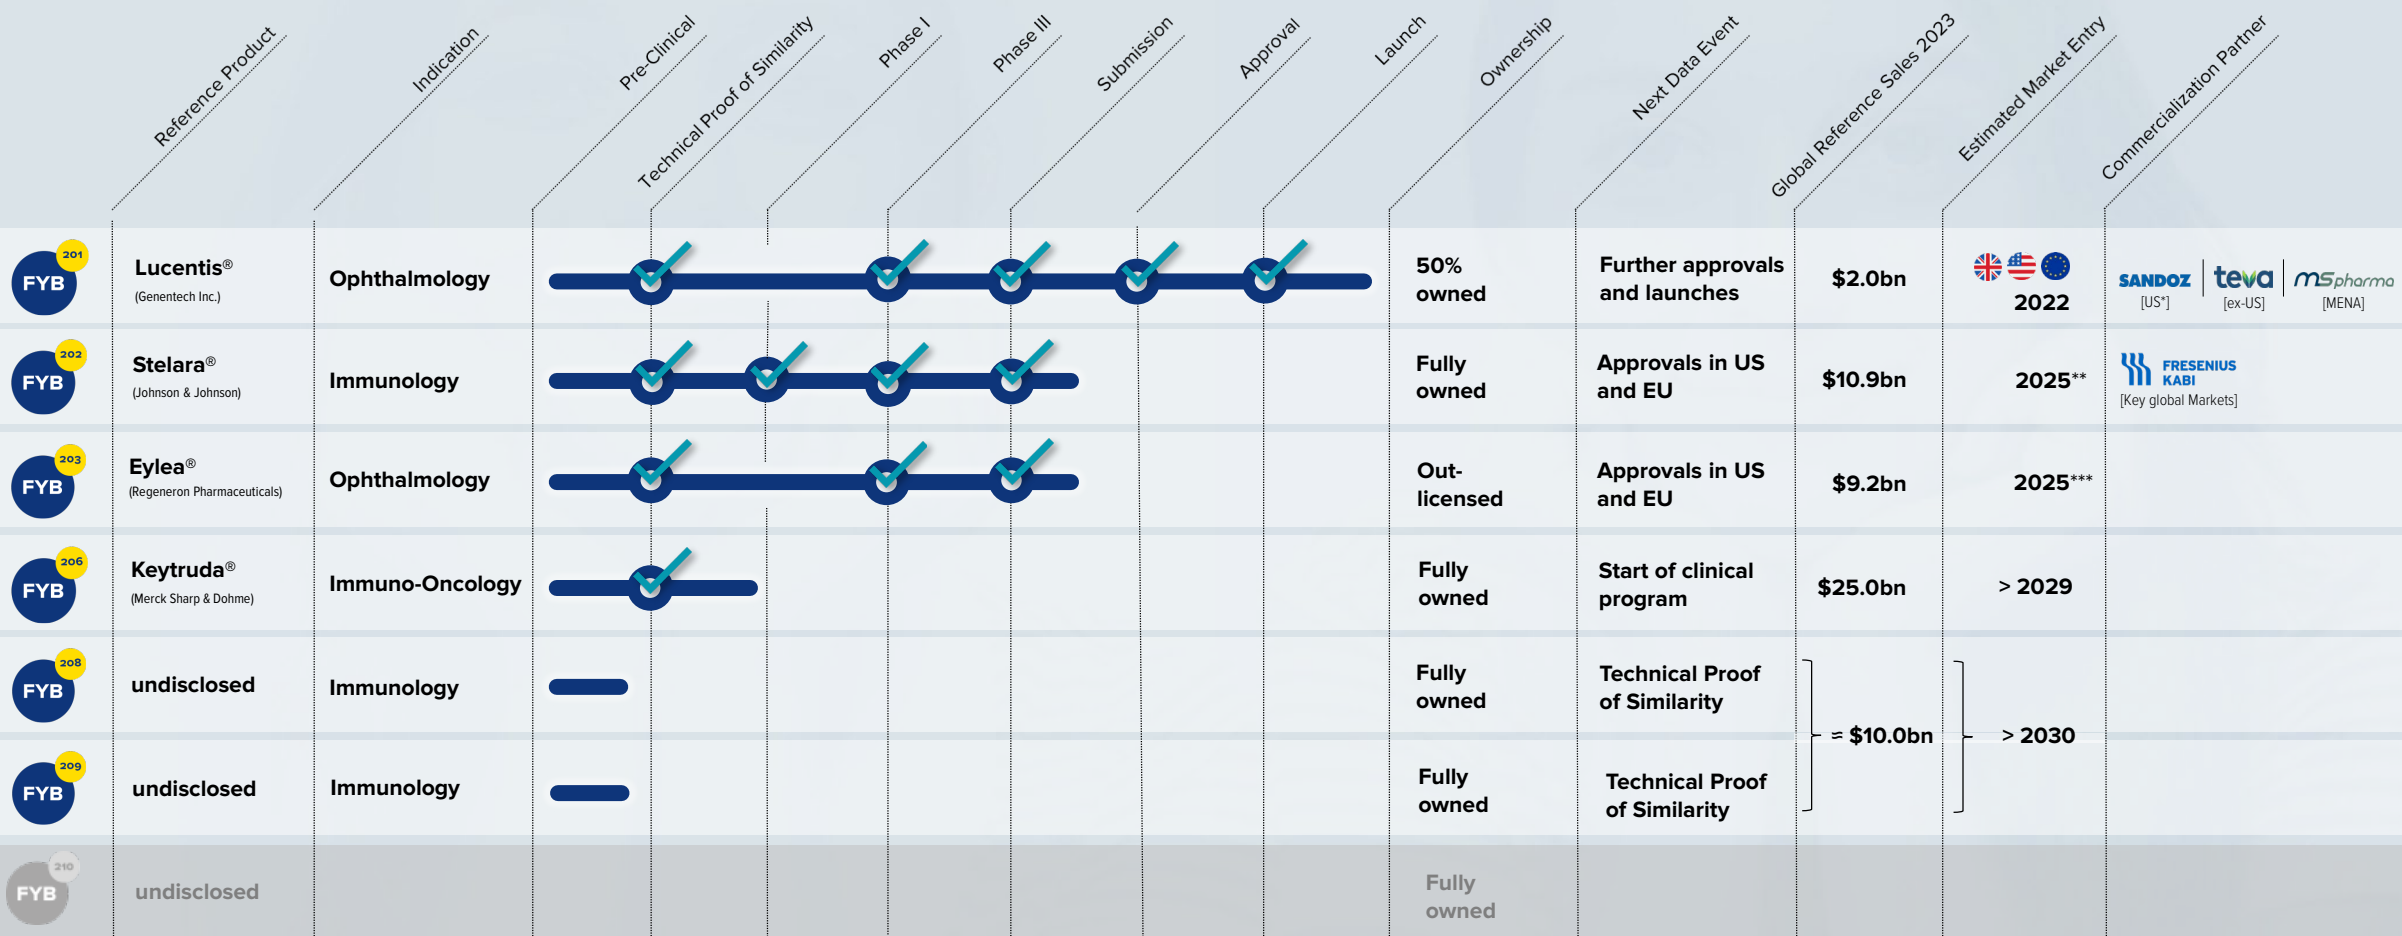 Reference Product
Indication
Pre-Clinical
Technical Proof of Similarity
Phase I
Phase III
Submission
Approval
Launch
Ownership
Next Data Event
Global Reference Sales 2023
Estimated Market Entry
Commercialization Partner
FYB 201
Lucentis®
(Genentech Inc.)
Ophthalmology
50%
owned
Further approvals
and launches
$2.0bn
2022
SANDOZ
[US*]
teva
[ex-US]
MS pharma
[MENA]
FYB 202
Stelara®
(Johnson & Johnson)
Immunology
Fully
owned
Approvals in US
and EU
$10.9bn
2025**
FRESENIUS
KABI
[Key global Markets]
FYB 203
Eylea®
(Regeneron Pharmaceuticals)
Ophthalmology
Out-
licensed
Approvals in US
and EU
$9.2bn
2025***
FYB 206
Keytruda®
(Merck Sharp & Dohme)
Immuno-Oncology
Fully
owned
Start of clinical
program
$25.0bn
> 2029
FYB 208
undisclosed
Immunology
Fully
owned
Technical Proof
of Similarity
≈ $10.0bn
> 2030
FYB 209
undisclosed
Immunology
Fully
owned
Technical Proof
of Similarity
FYB 210
undisclosed
Fully
owned